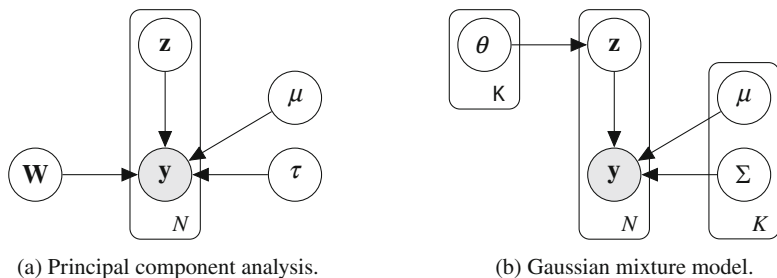 z
μ
W
y
τ
N
(a) Principal component analysis.
θ
K
z
μ
y
Σ
N
K
(b) Gaussian mixture model.